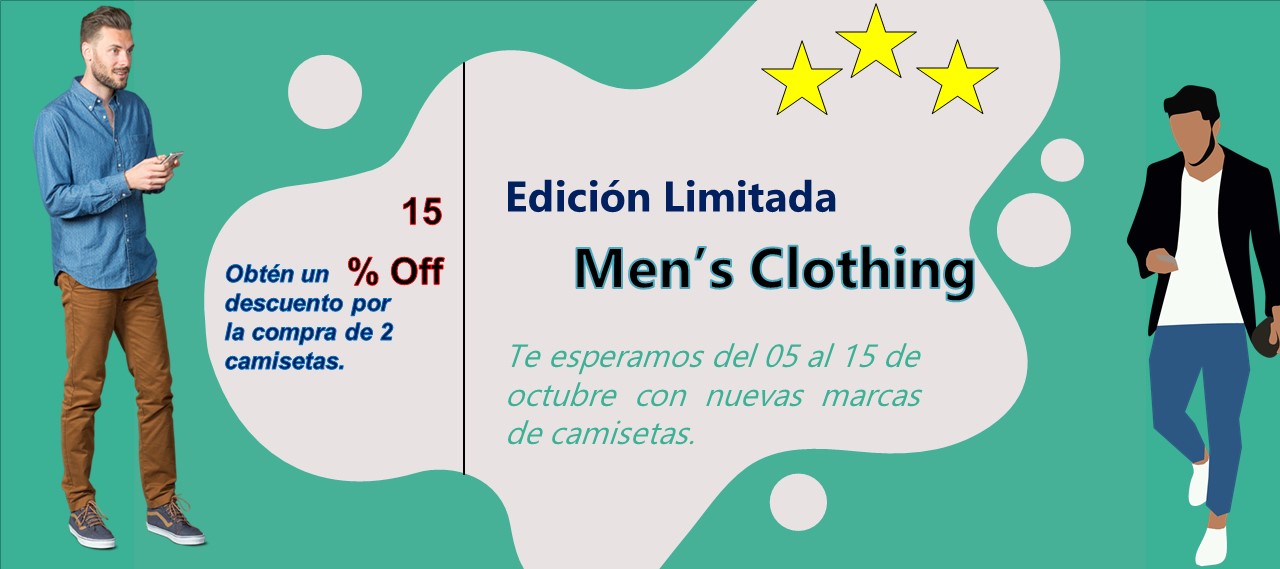 15
% Off
Obtén un
descuento por
la compra de 2
camisetas.
Edición Limitada
Men’s Clothing
Te esperamos del 05 al 15 de
octubre con nuevas marcas
de camisetas.